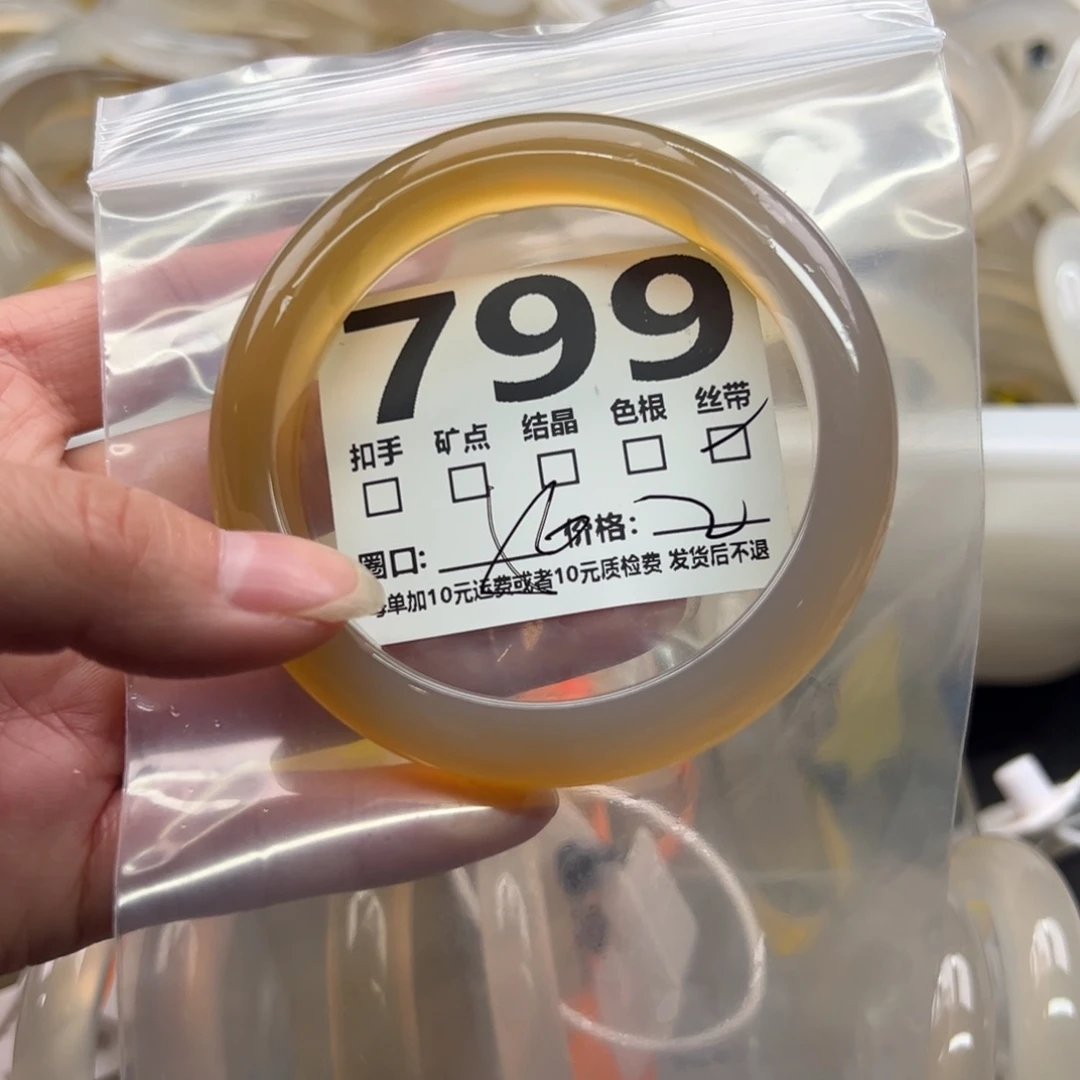 799
扣手 矿点 结晶 色根 丝带
圈口: 价格:
每单加10元运费或者10元质检费 发货后不退